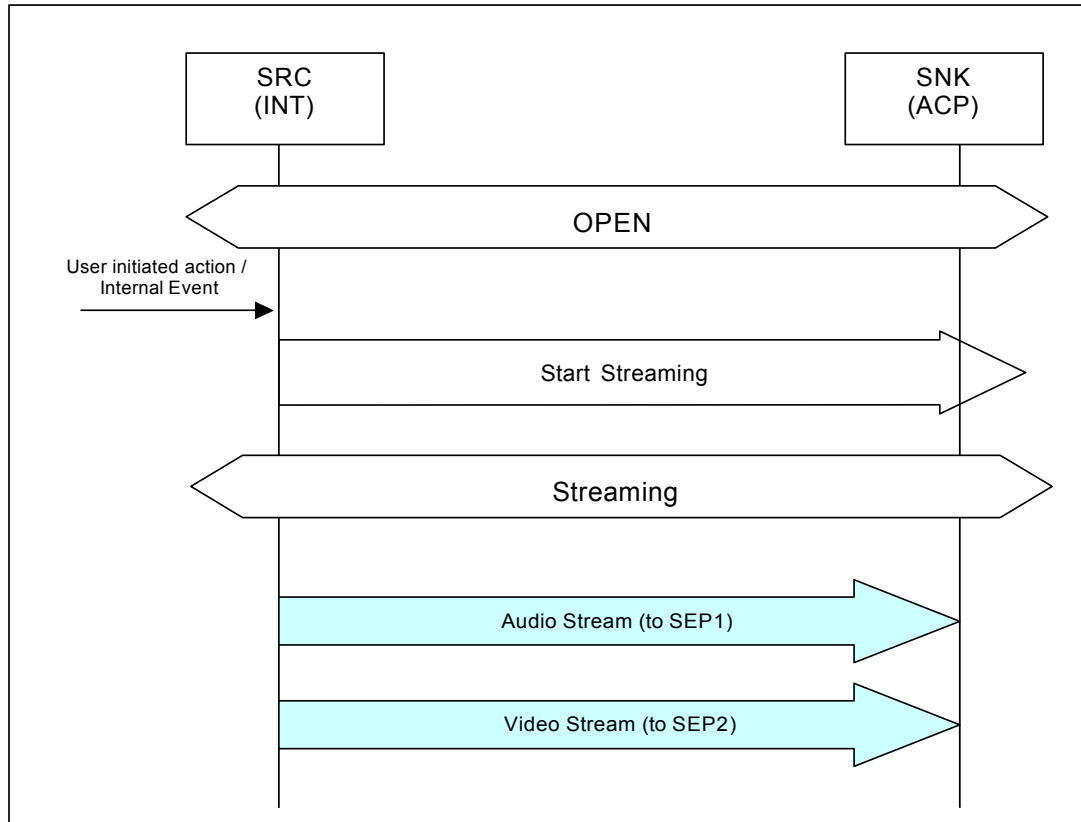 SRC
(INT)
SNK
(ACP)
OPEN
User initiated action /
Internal Event
Start Streaming
Streaming
Audio Stream (to SEP1)
Video Stream (to SEP2)